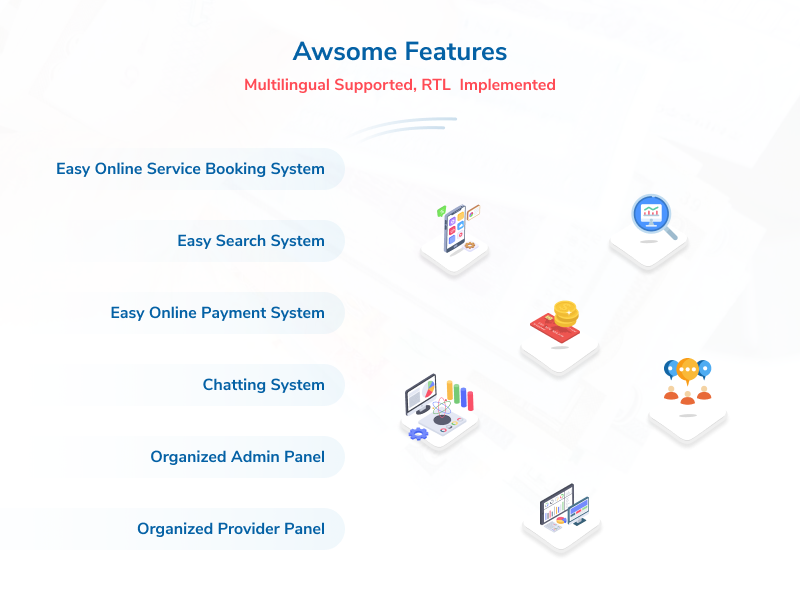 Awsome Features
Multilingual Supported, RTL Implemented
Easy Online Service Booking System
Easy Search System
Easy Online Payment System
Chatting System
Organized Admin Panel
Organized Provider Panel